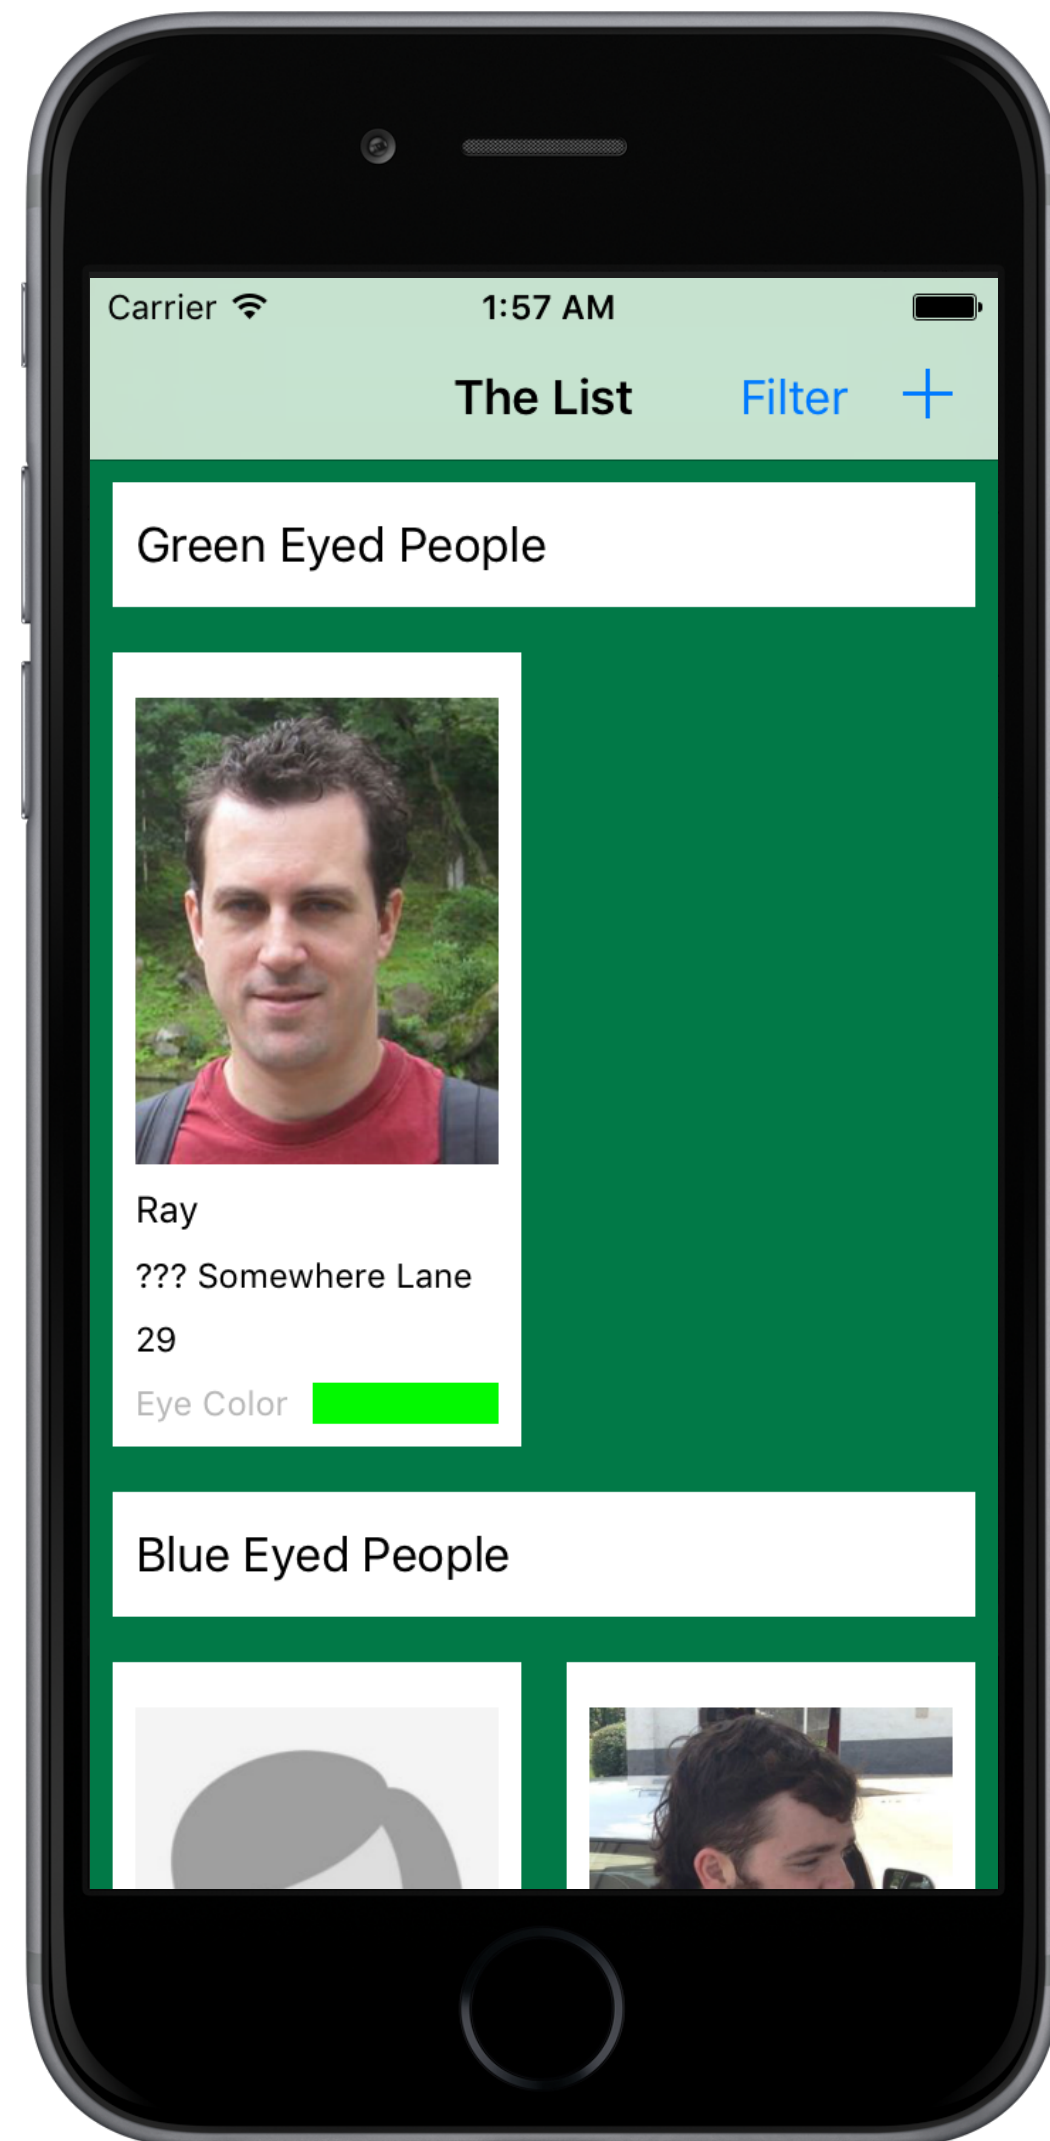 Carrier
1:57 AM
The List
Filter
Green Eyed People
Ray
??? Somewhere Lane
29
Eye Color
Blue Eyed People